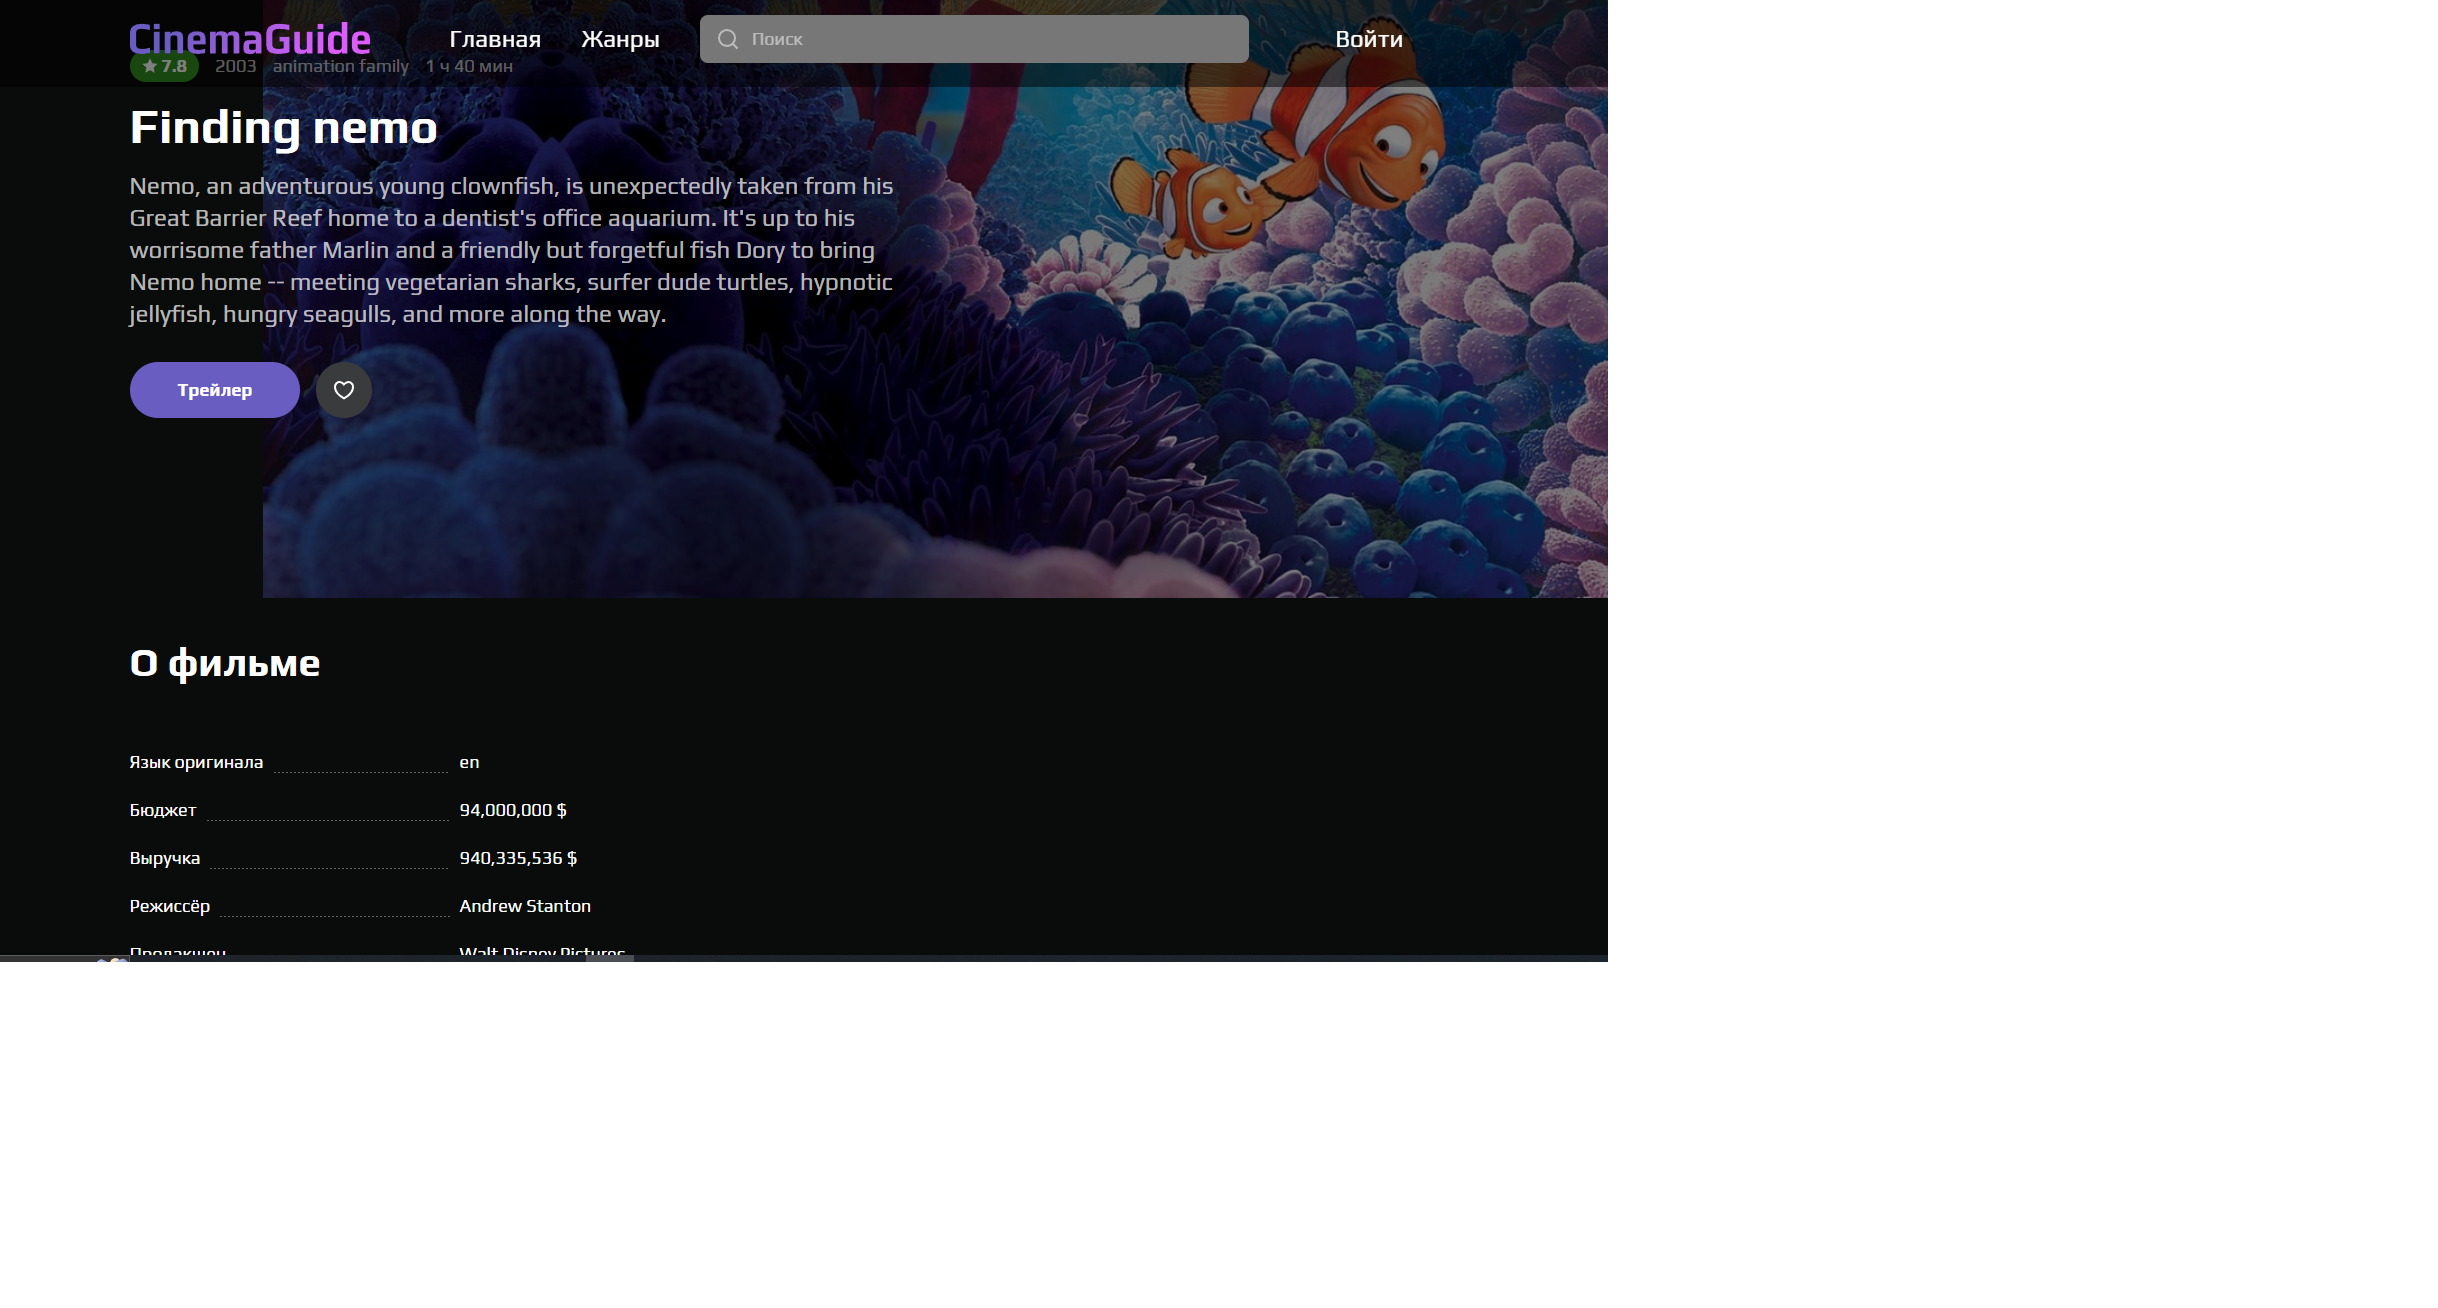 CinemaGuide Главная Жанры Поиск Войти
7.8 2003 animation family 1 ч 40 мин
Finding nemo
Nemo, an adventurous young clownfish, is unexpectedly taken from his
Great Barrier Reef home to a dentist's office aquarium. It's up to his
worrisome father Marlin and a friendly but forgetful fish Dory to bring
Nemo home -- meeting vegetarian sharks, surfer dude turtles, hypnotic
jellyfish, hungry seagulls, and more along the way.
Трейлер
О фильме
Язык оригинала en
Бюджет 94,000,000 $
Выручка 940,335,536 $
Режиссёр Andrew Stanton
Продакшен Walt Disney Pictures